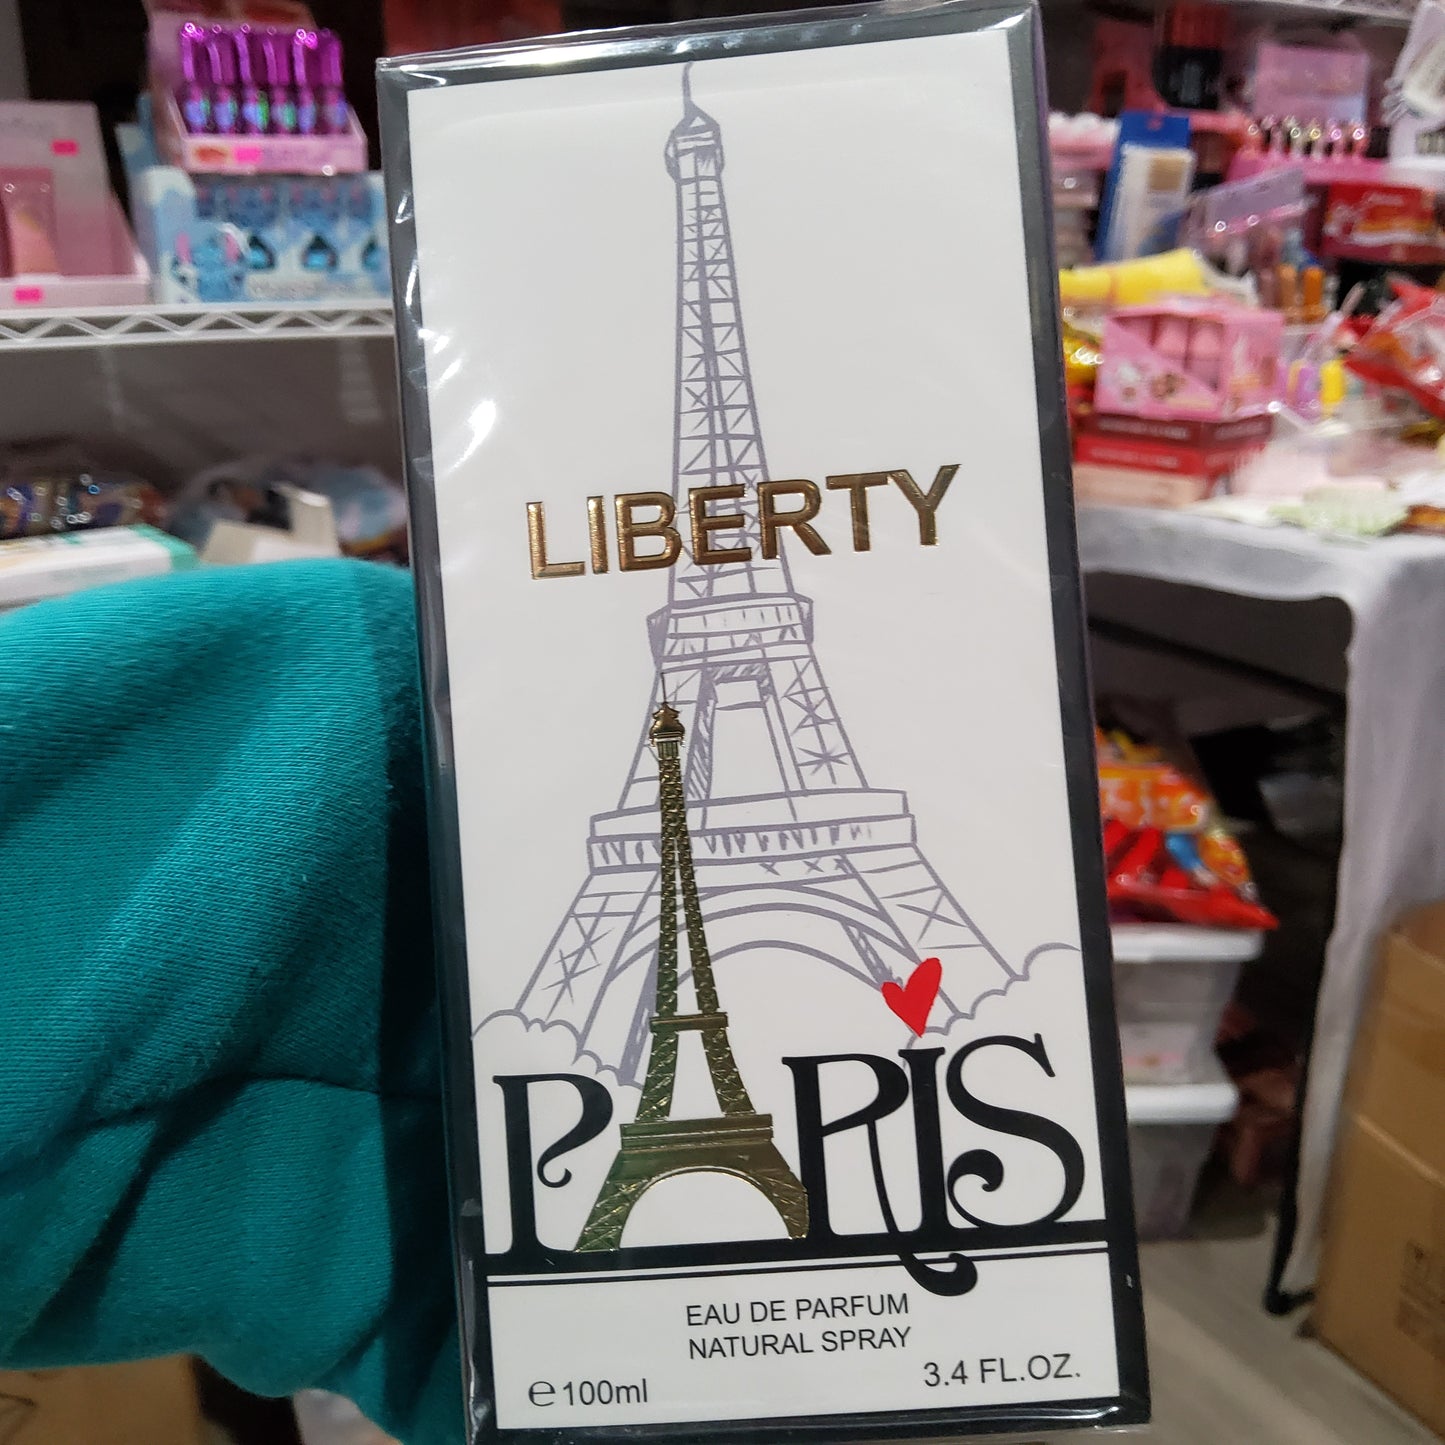 LIBERTY
PARIS
EAU DE PARFUM
NATURAL SPRAY
℮100ml
3.4 FL.OZ.